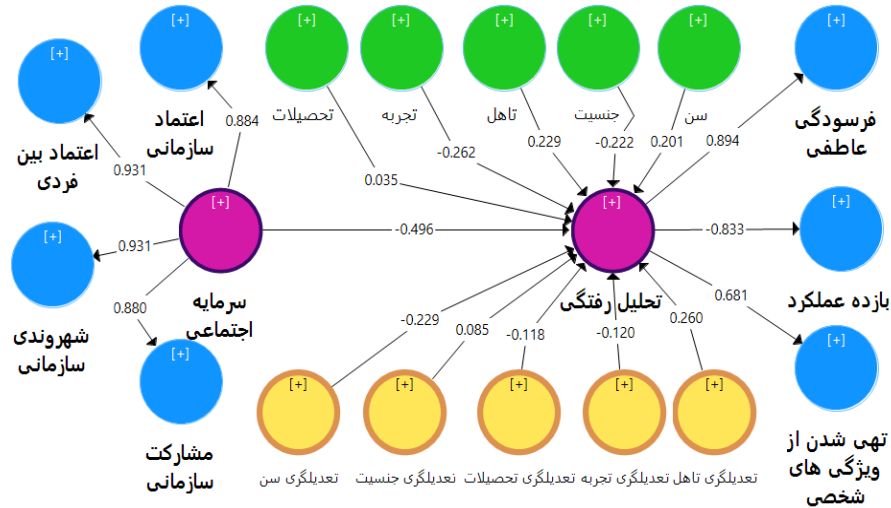 [+]
[+]
[+]
[+]
[+]
[+]
[+]
[+]
تحصیلات
تجربه
تاهل
جنسیت
سن
اعتماد
سازمانی
فرسودگی
عاطفی
اعتماد بین
فردی
0.884
0.931
0.035
-0.262
0.229
-0.222
0.201
0.894
[+]
[+]
[+]
[+]
0.931
-0.496
-0.833
سرمایه
اجتماعی
تحلیل رفتگی
بازده عملکرد
شهروندی
سازمانی
0.880
-0.229
0.085
-0.118
-0.120
0.260
0.681
[+]
[+]
[+]
[+]
[+]
[+]
[+]
مشارکت
سازمانی
تهی شدن از
ویژگی های
شخصی
تعدیلگری سن
نعدیلگری جنسیت
تعدیلگری تحصیلات
تعدیلگری تجربه
تعدیلگری تاهل